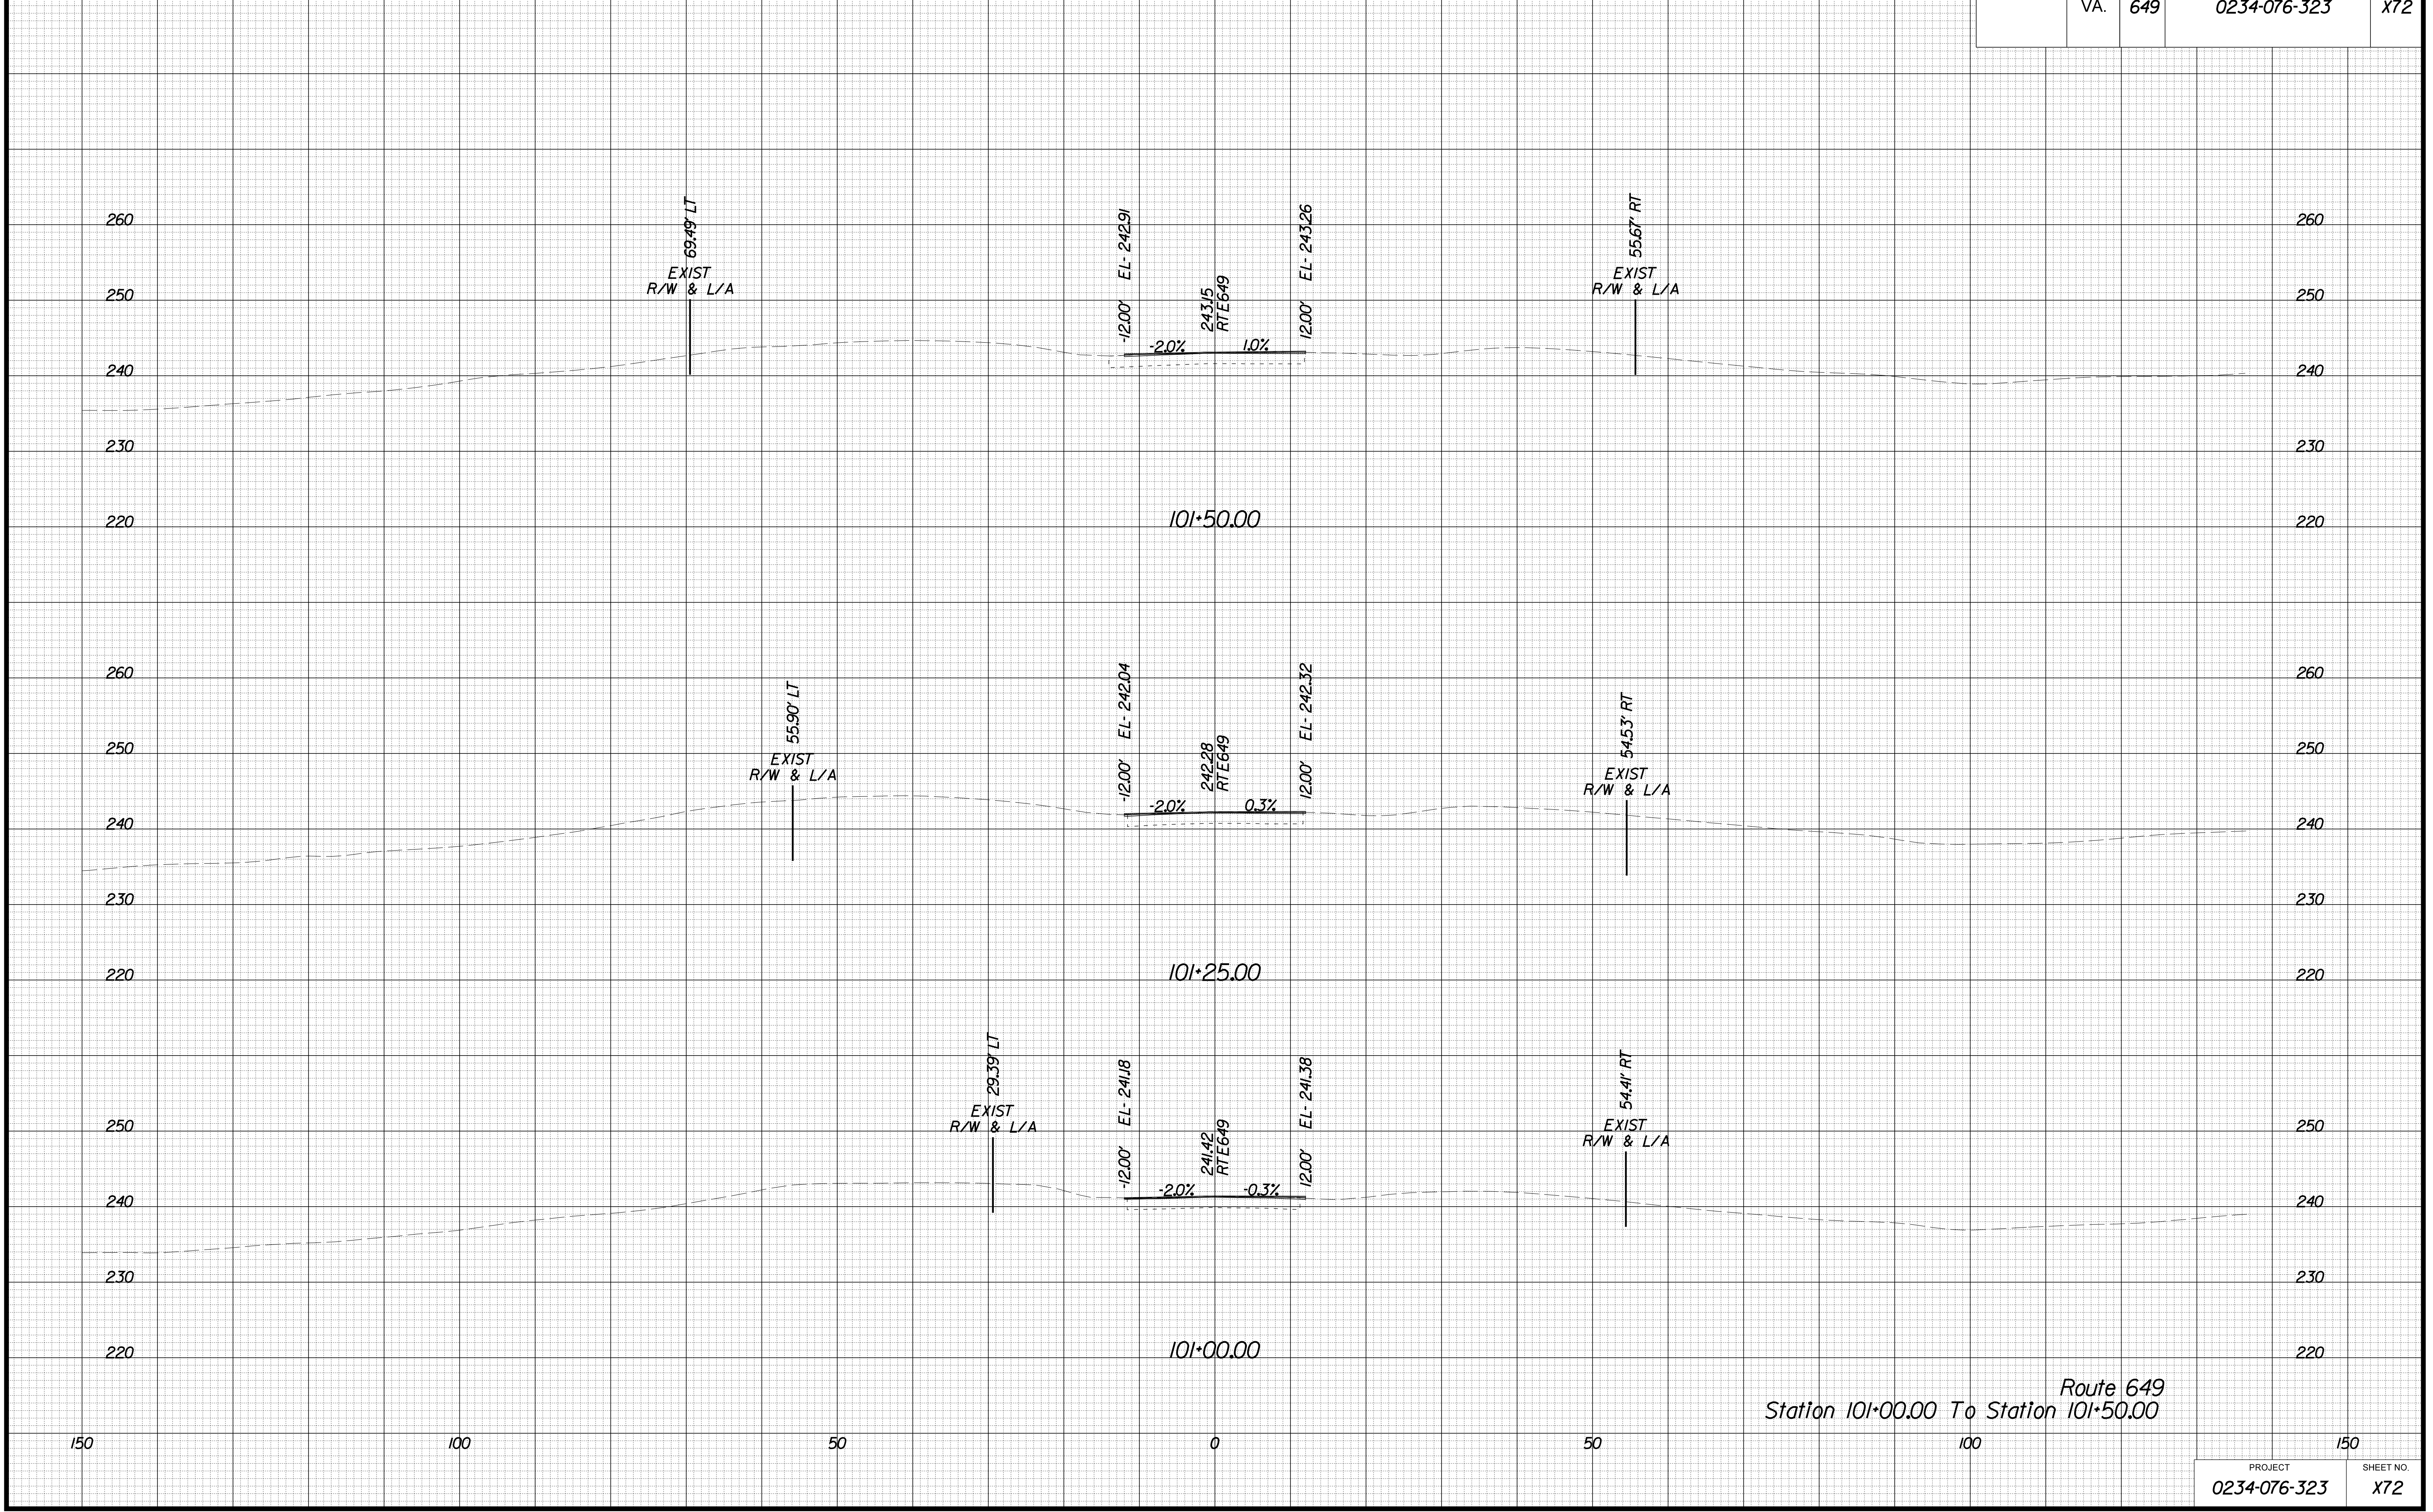 VA. 649 0234-076-323 X72
69.49' LT
EXIST
R/W & L/A
-12.00' EL- 242.91
243.15
RTE649
12.00' EL- 243.26
55.67' RT
EXIST
R/W & L/A
-2.0% 1.0%
260 260
250 250
240 240
230 230
220 220
101+50.00
55.90' LT
EXIST
R/W & L/A
-12.00' EL- 242.04
242.28
RTE649
12.00' EL- 242.32
54.53' RT
EXIST
R/W & L/A
-2.0% 0.3%
260 260
250 250
240 240
230 230
220 220
101+25.00
29.39' LT
EXIST
R/W & L/A
-12.00' EL- 241.18
241.42
RTE649
12.00' EL- 241.38
54.41' RT
EXIST
R/W & L/A
-2.0% -0.3%
250 250
240 240
230 230
220 220
101+00.00
Route 649
Station 101+00.00 To Station 101+50.00
150 100 50 0 50 100 150
PROJECT SHEET NO.
0234-076-323 X72